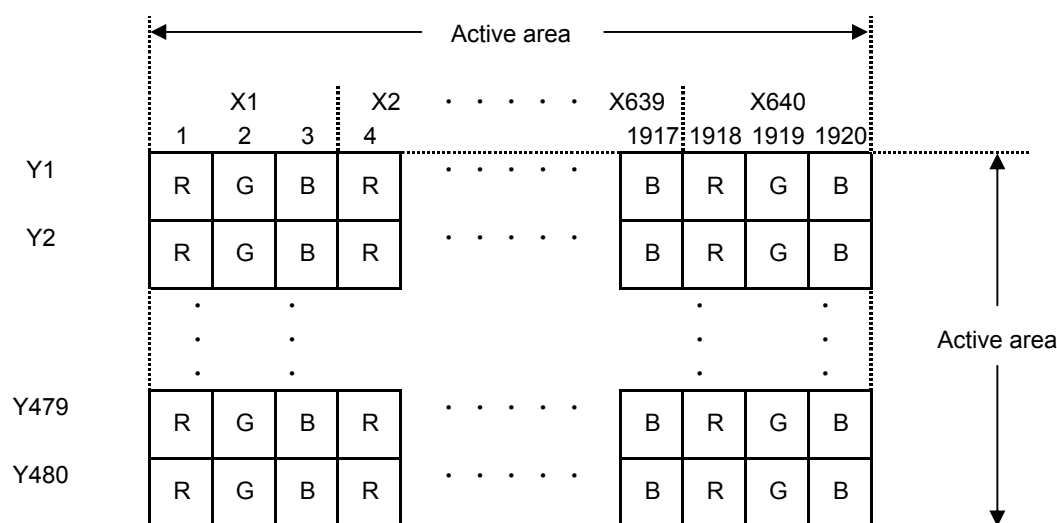 Active area
X1 X2 · · · · · X639 X640
1 2 3 4 1917 1918 1919 1920
Y1 R G B R · · · · · B R G B
Y2 R G B R · · · · · B R G B
Active area
Y479 R G B R · · · · · B R G B
Y480 R G B R · · · · · B R G B